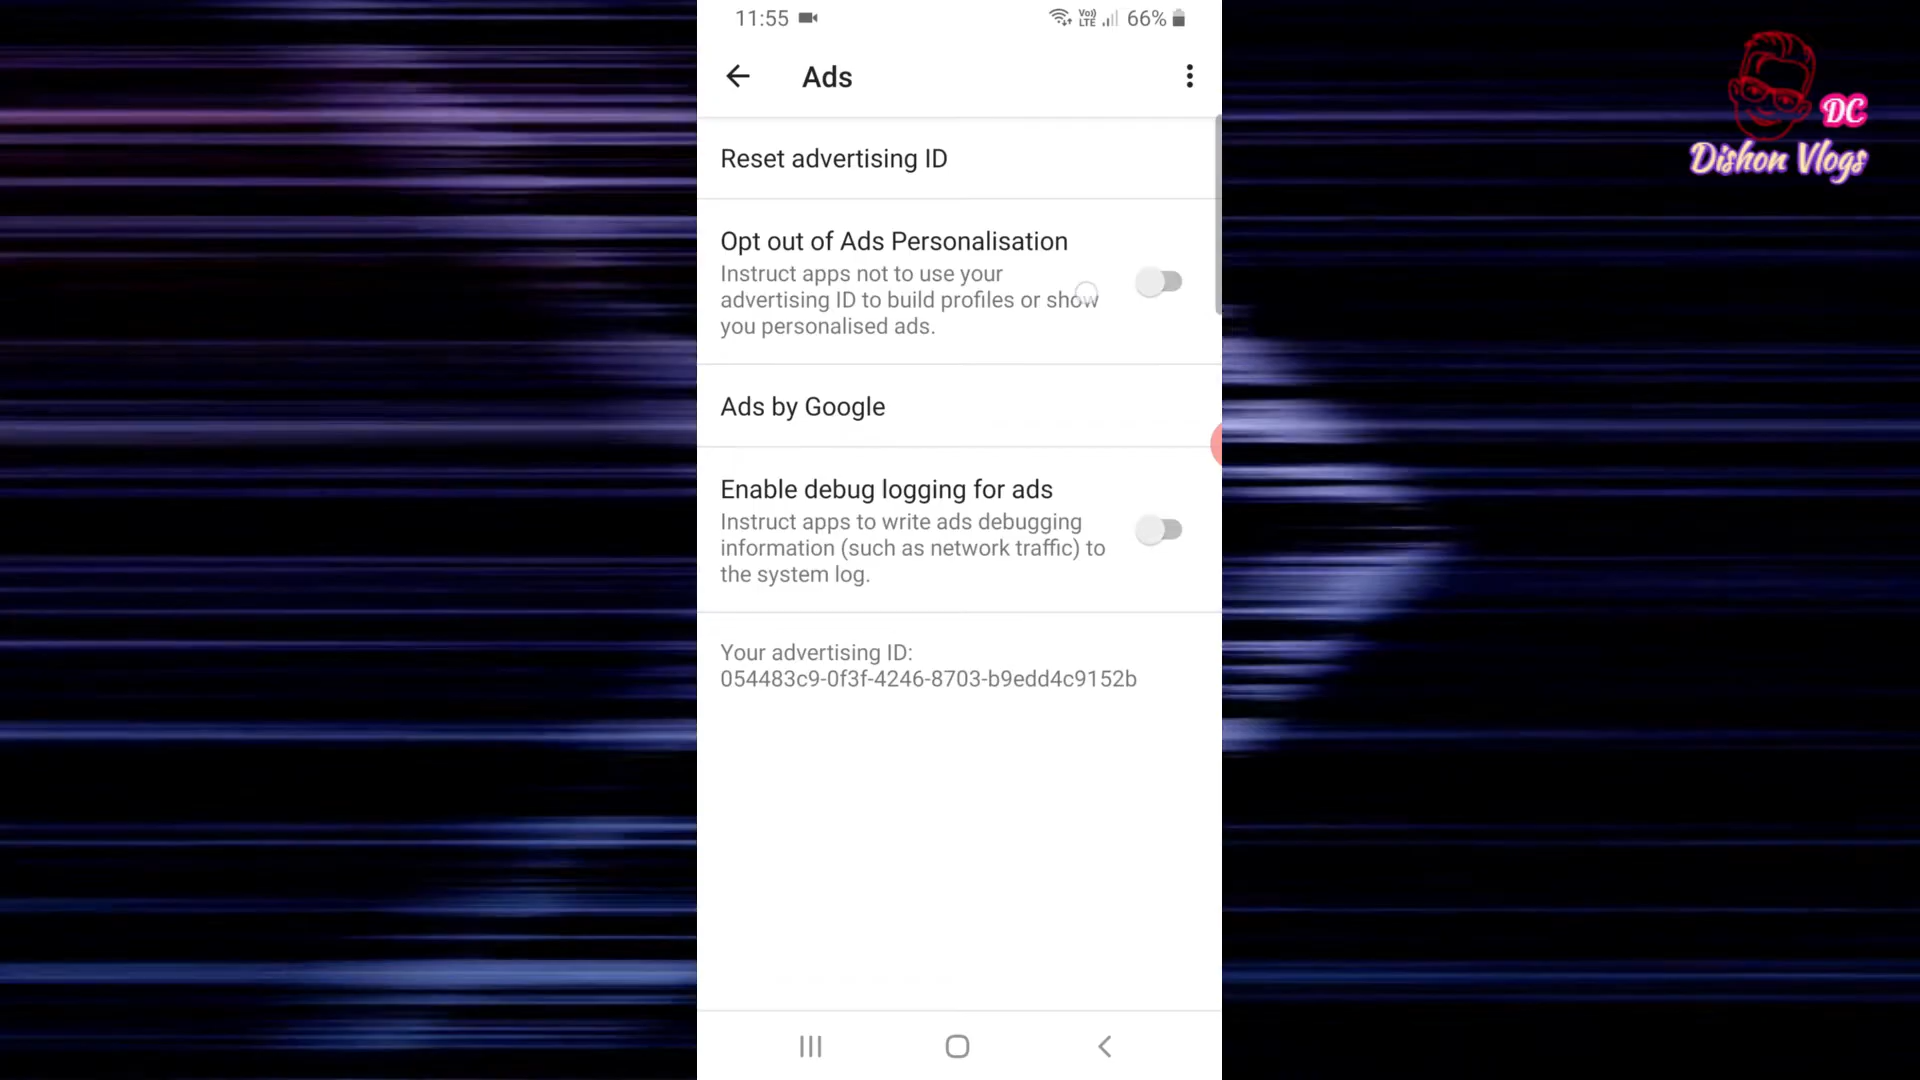 11:55
Vo))
LTE
66%
Ads
DC
Dishon Vlogs
Reset advertising ID
Opt out of Ads Personalisation
Instruct apps not to use your
advertising ID to build profiles or show
you personalised ads.
Ads by Google
Enable debug logging for ads
Instruct apps to write ads debugging
information (such as network traffic) to
the system log.
Your advertising ID:
054483c9-0f3f-4246-8703-b9edd4c9152b